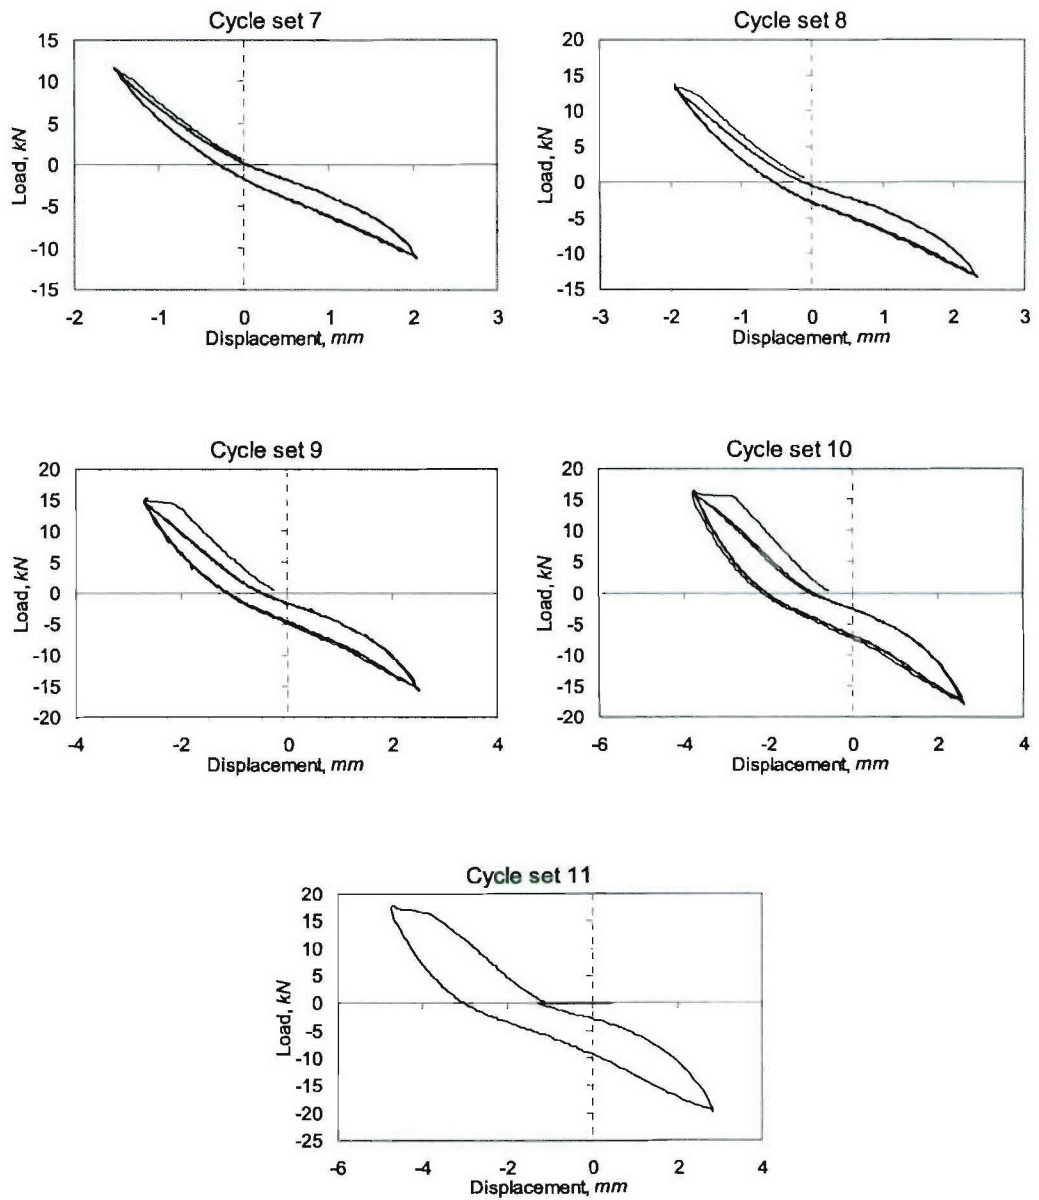 Cycle set 7
15
10
5
0
-5
-10
-15
Load, kN
-2 -1 0 1 2 3
Displacement, mm
Cycle set 8
20
15
10
5
0
-5
-10
-15
Load, kN
-3 -2 -1 0 1 2 3
Displacement, mm
Cycle set 9
20
15
10
5
0
-5
-10
-15
-20
Load, kN
-4 -2 0 2 4
Displacement, mm
Cycle set 10
20
15
10
5
0
-5
-10
-15
-20
Load, kN
-6 -4 -2 0 2 4
Displacement, mm
Cycle set 11
20
15
10
5
0
-5
-10
-15
-20
-25
Load, kN
-6 -4 -2 0 2 4
Displacement, mm